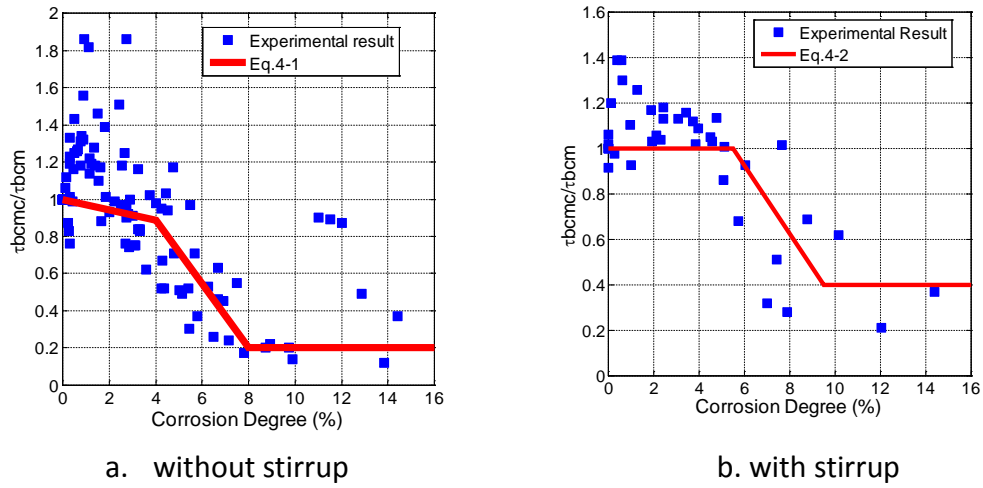 2
1.8
1.6
1.4
1.2
1
0.8
0.6
0.4
0.2
0
τbcmc/τbcm
Experimental result
Eq.4-1
0 2 4 6 8 10 12 14 16
Corrosion Degree (%)
a. without stirrup
1.6
1.4
1.2
1
0.8
0.6
0.4
0.2
0
τbcmc/τbcm
Experimental Result
Eq.4-2
0 2 4 6 8 10 12 14 16
Corrosion Degree (%)
b. with stirrup